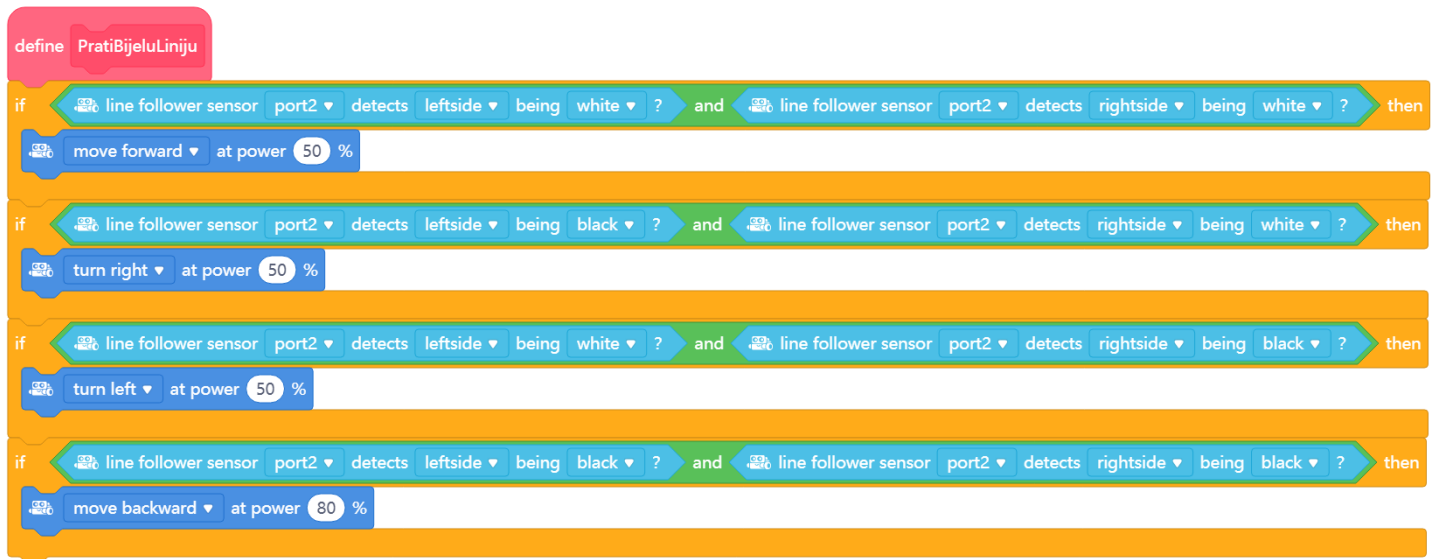 define PratiBijeluLiniju
if line follower sensor port2 detects leftside being white ? and line follower sensor port2 detects rightside being white ? then
move forward at power 50 %
if line follower sensor port2 detects leftside being black ? and line follower sensor port2 detects rightside being white ? then
turn right at power 50 %
if line follower sensor port2 detects leftside being white ? and line follower sensor port2 detects rightside being black ? then
turn left at power 50 %
if line follower sensor port2 detects leftside being black ? and line follower sensor port2 detects rightside being black ? then
move backward at power 80 %